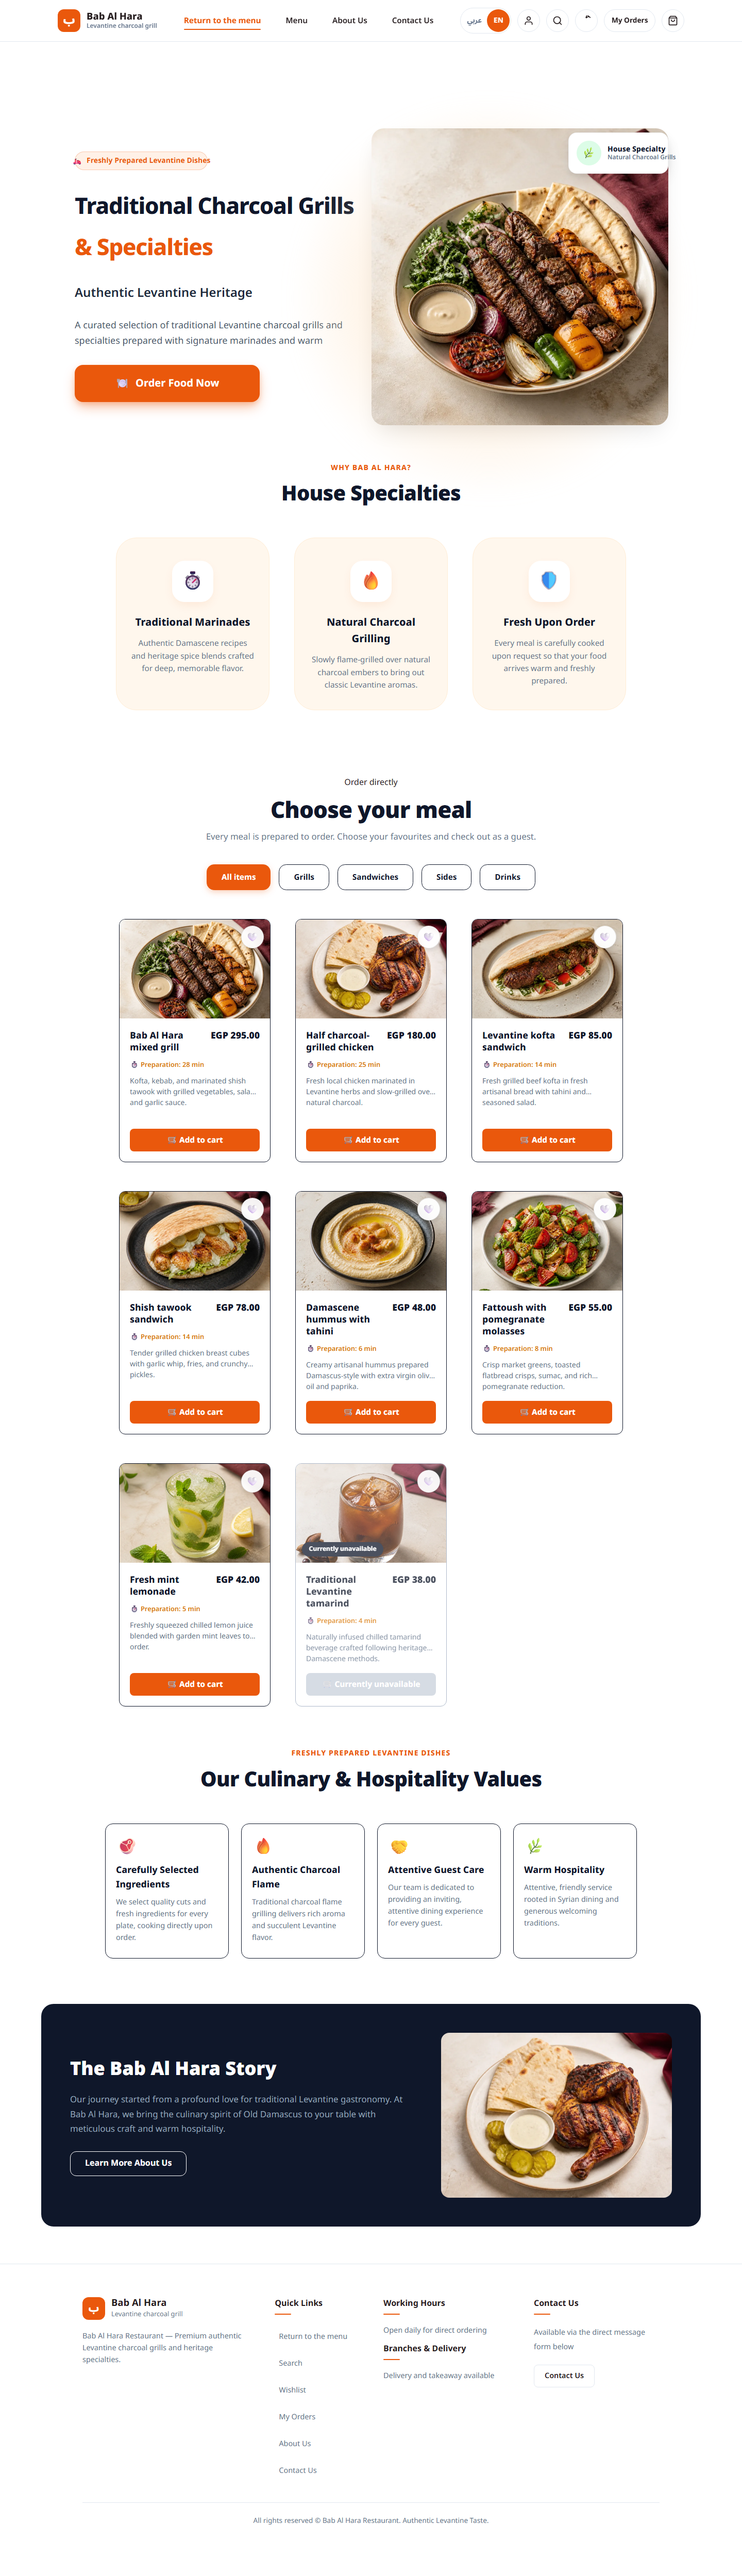 ب
Bab Al Hara
Levantine charcoal grill
Return to the menu
Menu
About Us
Contact Us
عربي
EN
My Orders
Freshly Prepared Levantine Dishes
Traditional Charcoal Grills
& Specialties
Authentic Levantine Heritage
A curated selection of traditional Levantine charcoal grills and
specialties prepared with signature marinades and warm
Order Food Now
House Specialty
Natural Charcoal Grills
WHY BAB AL HARA?
House Specialties
Traditional Marinades
Authentic Damascene recipes
and heritage spice blends crafted
for deep, memorable flavor.
Natural Charcoal
Grilling
Slowly flame-grilled over natural
charcoal embers to bring out
classic Levantine aromas.
Fresh Upon Order
Every meal is carefully cooked
upon request so that your food
arrives warm and freshly
prepared.
Order directly
Choose your meal
Every meal is prepared to order. Choose your favourites and check out as a guest.
All items
Grills
Sandwiches
Sides
Drinks
Bab Al Hara
mixed grill
EGP 295.00
Preparation: 28 min
Kofta, kebab, and marinated shish
tawook with grilled vegetables, sala...
and garlic sauce.
Add to cart
Half charcoal-
grilled chicken
EGP 180.00
Preparation: 25 min
Fresh local chicken marinated in
Levantine herbs and slow-grilled ove...
natural charcoal.
Add to cart
Levantine kofta
sandwich
EGP 85.00
Preparation: 14 min
Fresh grilled beef kofta in fresh
artisanal bread with tahini and...
seasoned salad.
Add to cart
Shish tawook
sandwich
EGP 78.00
Preparation: 14 min
Tender grilled chicken breast cubes
with garlic whip, fries, and crunchy...
pickles.
Add to cart
Damascene
hummus with
tahini
EGP 48.00
Preparation: 6 min
Creamy artisanal hummus prepared
Damascus-style with extra virgin oliv...
oil and paprika.
Add to cart
Fattoush with
pomegranate
molasses
EGP 55.00
Preparation: 8 min
Crisp market greens, toasted
flatbread crisps, sumac, and rich...
pomegranate reduction.
Add to cart
Fresh mint
lemonade
EGP 42.00
Preparation: 5 min
Freshly squeezed chilled lemon juice
blended with garden mint leaves to...
order.
Add to cart
Currently unavailable
Traditional
Levantine
tamarind
EGP 38.00
Preparation: 4 min
Naturally infused chilled tamarind
beverage crafted following heritage...
Damascene methods.
Currently unavailable
FRESHLY PREPARED LEVANTINE DISHES
Our Culinary & Hospitality Values
Carefully Selected
Ingredients
We select quality cuts and
fresh ingredients for every
plate, cooking directly upon
order.
Authentic Charcoal
Flame
Traditional charcoal flame
grilling delivers rich aroma
and succulent Levantine
flavor.
Attentive Guest Care
Our team is dedicated to
providing an inviting,
attentive dining experience
for every guest.
Warm Hospitality
Attentive, friendly service
rooted in Syrian dining and
generous welcoming
traditions.
The Bab Al Hara Story
Our journey started from a profound love for traditional Levantine gastronomy. At
Bab Al Hara, we bring the culinary spirit of Old Damascus to your table with
meticulous craft and warm hospitality.
Learn More About Us
ب
Bab Al Hara
Levantine charcoal grill
Bab Al Hara Restaurant — Premium authentic
Levantine charcoal grills and heritage
specialties.
Quick Links
Return to the menu
Search
Wishlist
My Orders
About Us
Contact Us
Working Hours
Open daily for direct ordering
Branches & Delivery
Delivery and takeaway available
Contact Us
Available via the direct message
form below
Contact Us
All rights reserved © Bab Al Hara Restaurant. Authentic Levantine Taste.